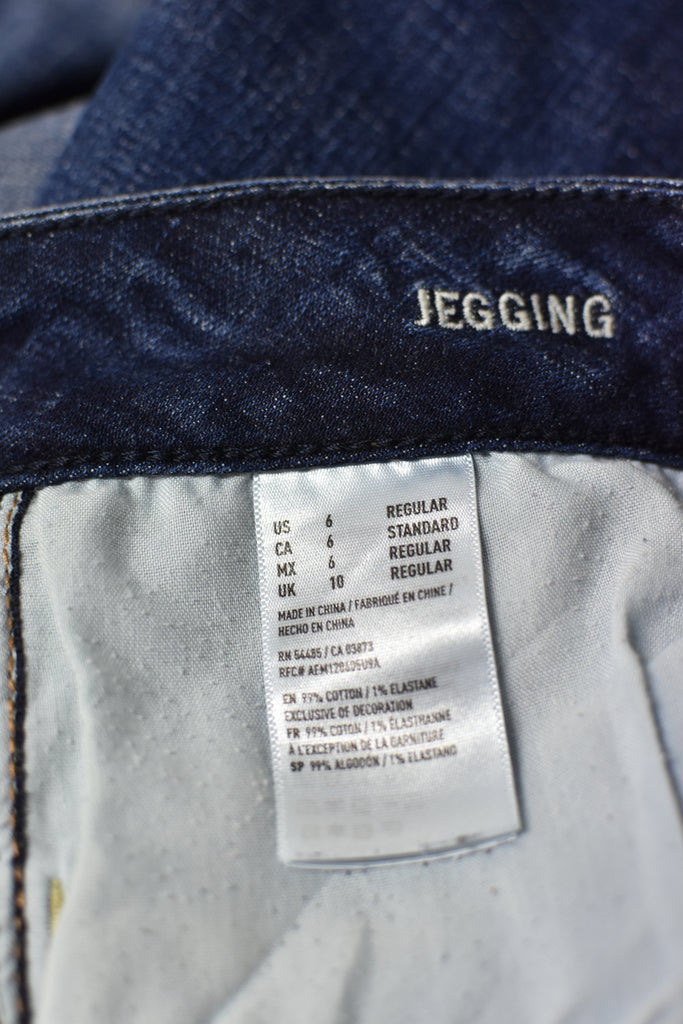 JEGGING
US 6 REGULAR
CA 6 STANDARD
MX 6 REGULAR
UK 10 REGULAR
MADE IN CHINA / FABRIQUÉ EN CHINE /
HECHO EN CHINA
RN 54485 / CA 03873
RFC#
EN 99% COTTON / 1% ELASTANE
EXCLUSIVE OF DECORATION
FR 99% COTON / 1% ÉLASTHANNE
À L'EXCEPTION DE LA GARNITURE
SP 99% ALGODÓN / 1% ELASTANO